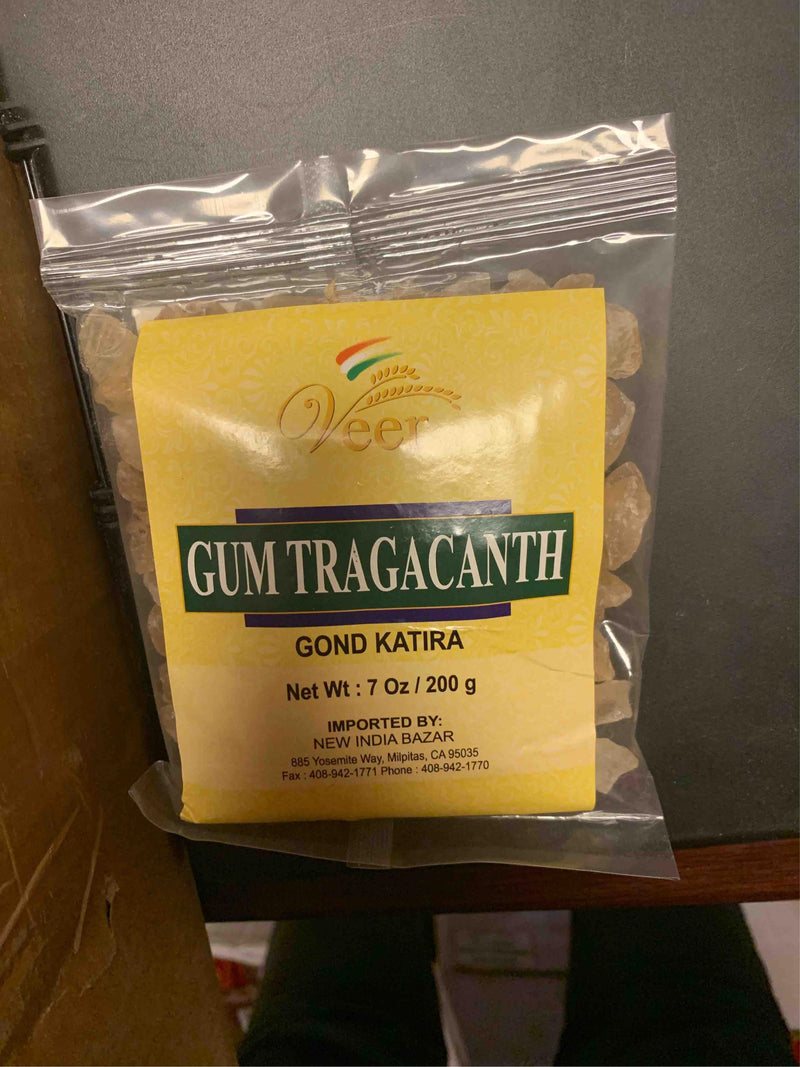 Veer
GUM TRAGACANTH
GOND KATIRA
Net Wt : 7 Oz / 200 g
IMPORTED BY:
NEW INDIA BAZAR
885 Yosemite Way, Milpitas, CA 95035
Fax : 408-942-1771 Phone : 408-942-1770